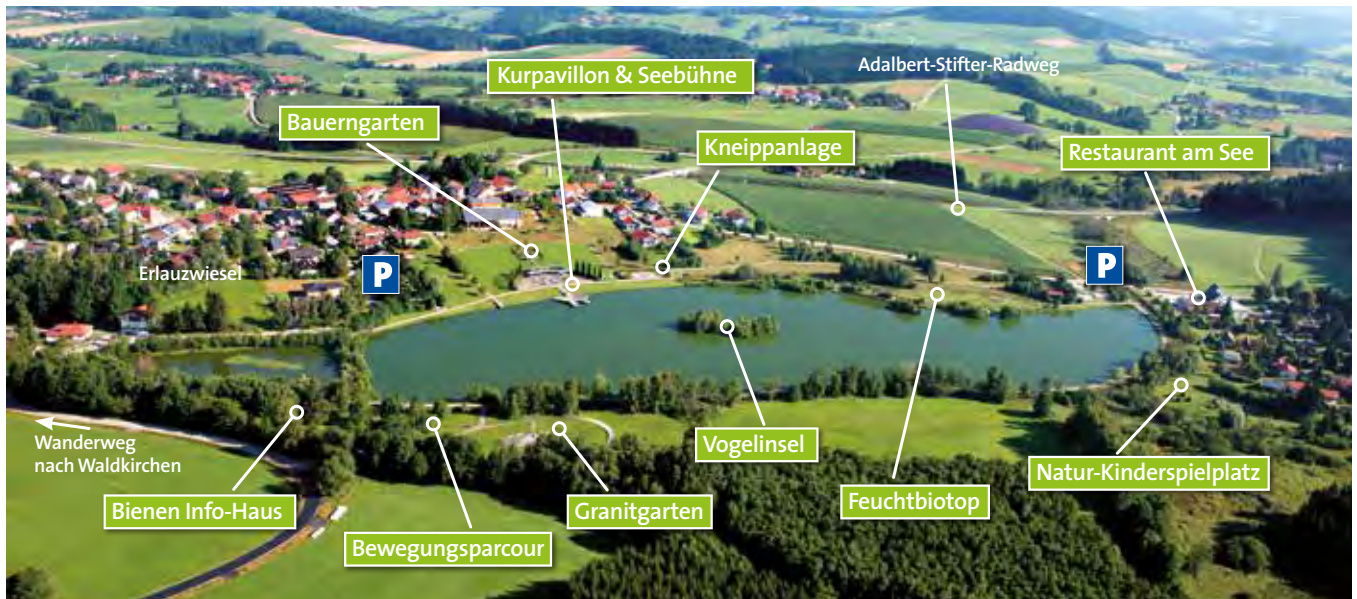 Kurpavillon & Seebühne
Adalbert-Stifter-Radweg
Bauerngarten
Kneippanlage
Restaurant am See
Erlauzwiesel
P
P
Wanderweg
nach Waldkirchen
Vogelinsel
Natur-Kinderspielplatz
Bienen Info-Haus
Granitgarten
Feuchtbiotop
Bewegungsparcour